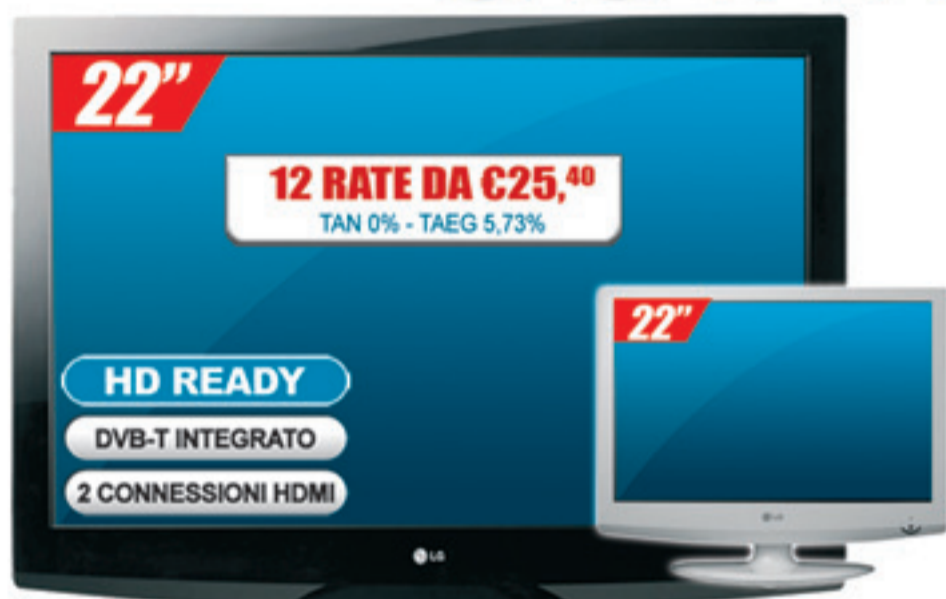 22”
12 RATE DA €25,40
TAN 0% - TAEG 5,73%
22”
HD READY
DVB-T INTEGRATO
2 CONNESSIONI HDMI
LG
LG